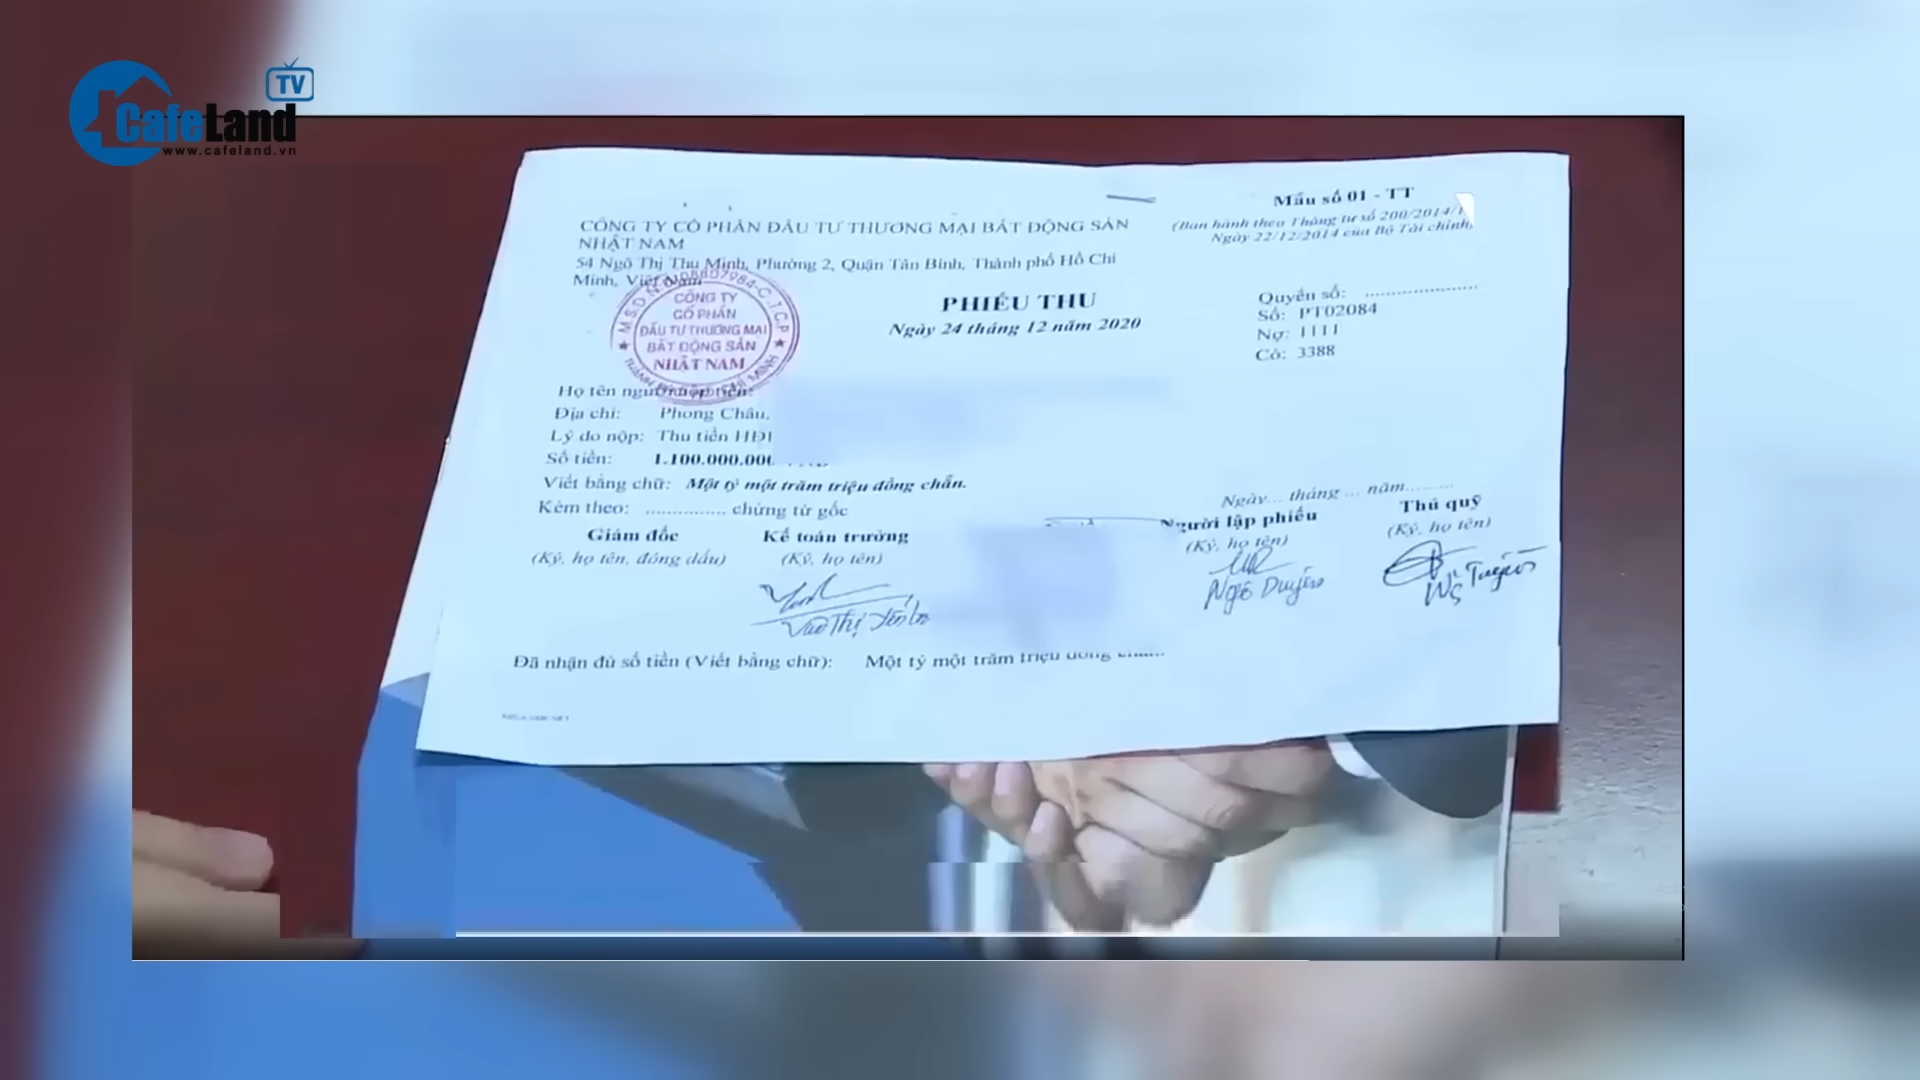 CafeLand TV
www.cafeland.vn
CÔNG TY CỔ PHẦN ĐẦU TƯ THƯƠNG MẠI BẤT ĐỘNG SẢN
NHẬT NAM
54 Ngô Thị Thu Minh, Phường 2, Quận Tân Bình, Thành phố Hồ Chí
Minh, Việt Nam
Mẫu số 01 - TT
(Ban hành theo Thông tư số 200/2014/
Ngày 22/12/2014 của Bộ Tài chính)
CÔNG TY
CỔ PHẦN
ĐẦU TƯ THƯƠNG MẠI
BẤT ĐỘNG SẢN
NHẬT NAM
PHIẾU THU
Ngày 24 tháng 12 năm 2020
Quyển số: ....................
Số: PT02084
Nợ: 1111
Có: 3388
Họ tên người nộp tiền:
Địa chỉ: Phong Châu,
Lý do nộp: Thu tiền
Số tiền: 1.100.000.000
Viết bằng chữ: Một tỷ một trăm triệu đồng chẵn.
Kèm theo: .............. chứng từ gốc
Ngày... tháng ... năm.........
Giám đốc Kế toán trưởng Người lập phiếu Thủ quỹ
(Ký, họ tên, đóng dấu) (Ký, họ tên) (Ký, họ tên) (Ký, họ tên)
Ngô Duyên
Đã nhận đủ số tiền (Viết bằng chữ): Một tỷ một trăm triệu đồng